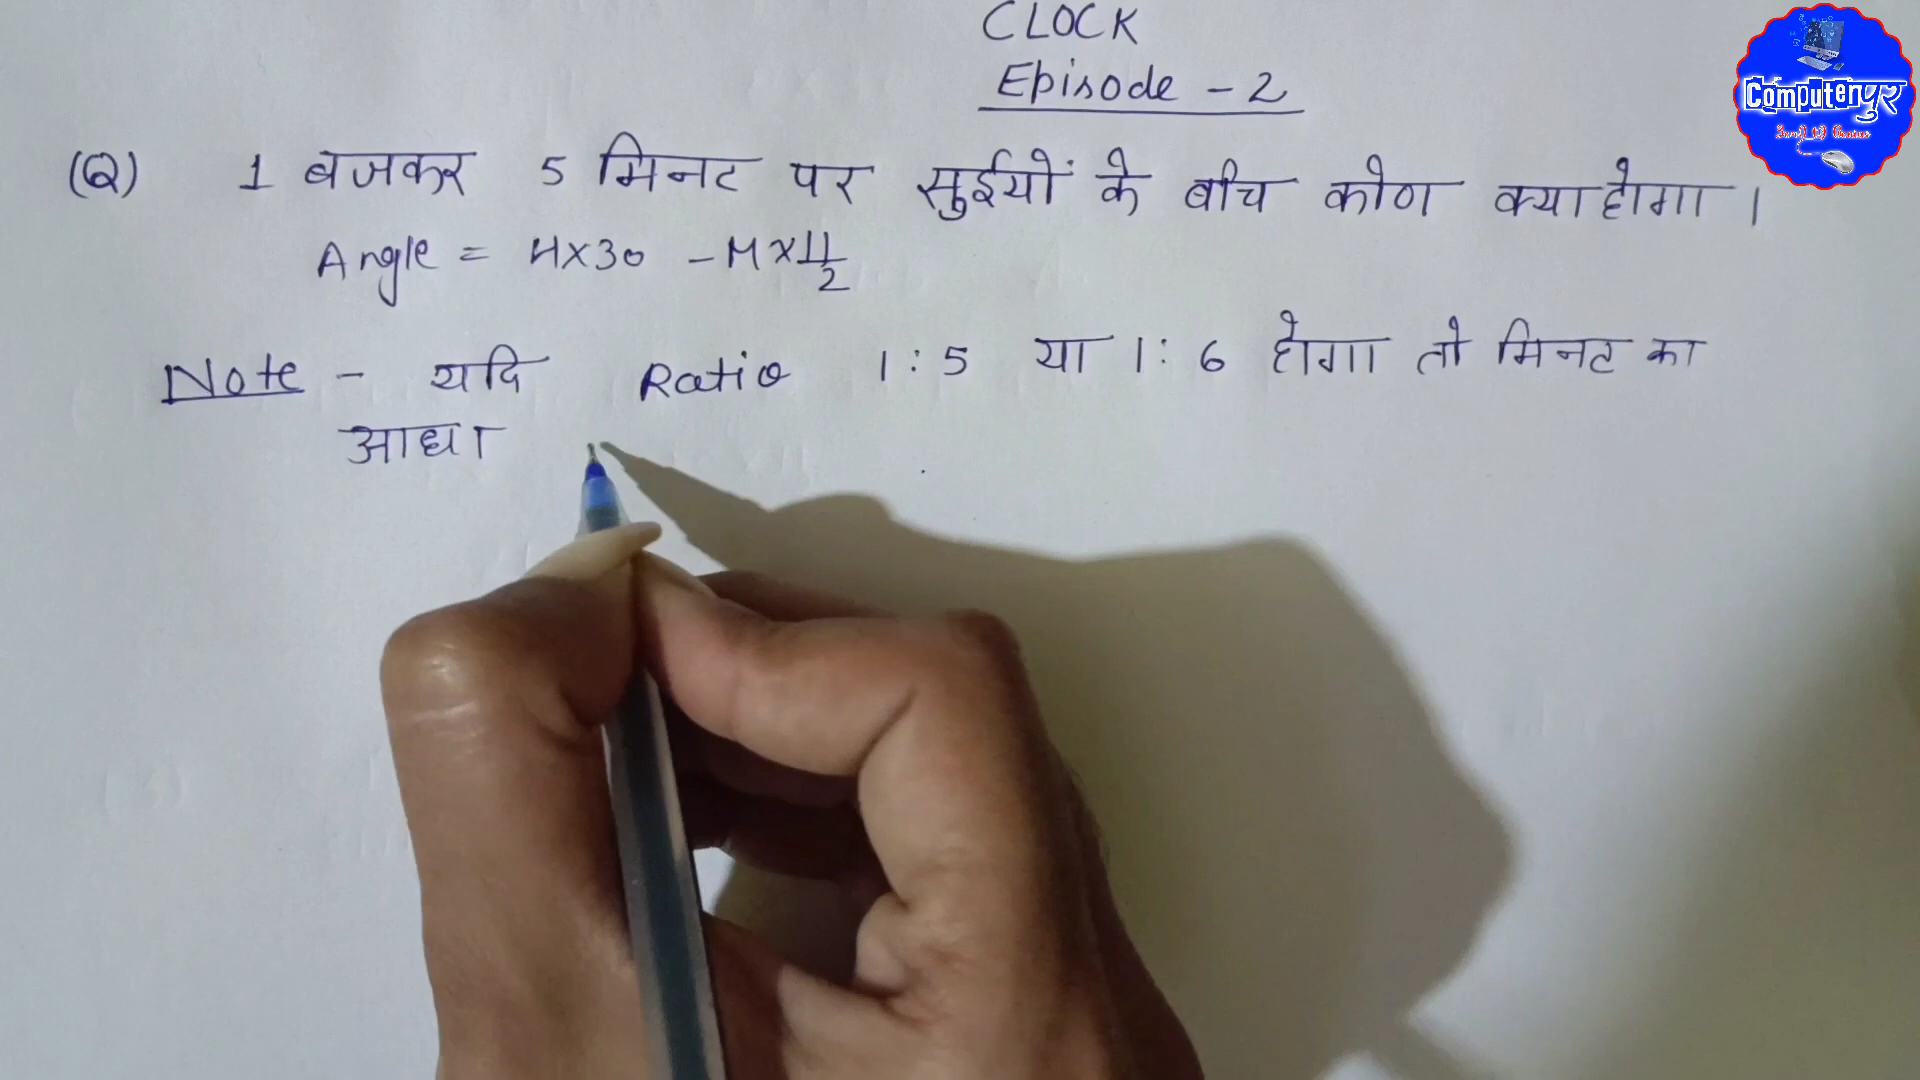 CLOCK
Episode - 2
Computerपुर
(Q) 1 बजकर 5 मिनट पर सुईयों के बीच कोण क्या होगा ।
Angle = H×30 - M×11/2
Note - यदि Ratio 1:5 या 1:6 होगा तो मिनट का
आधा